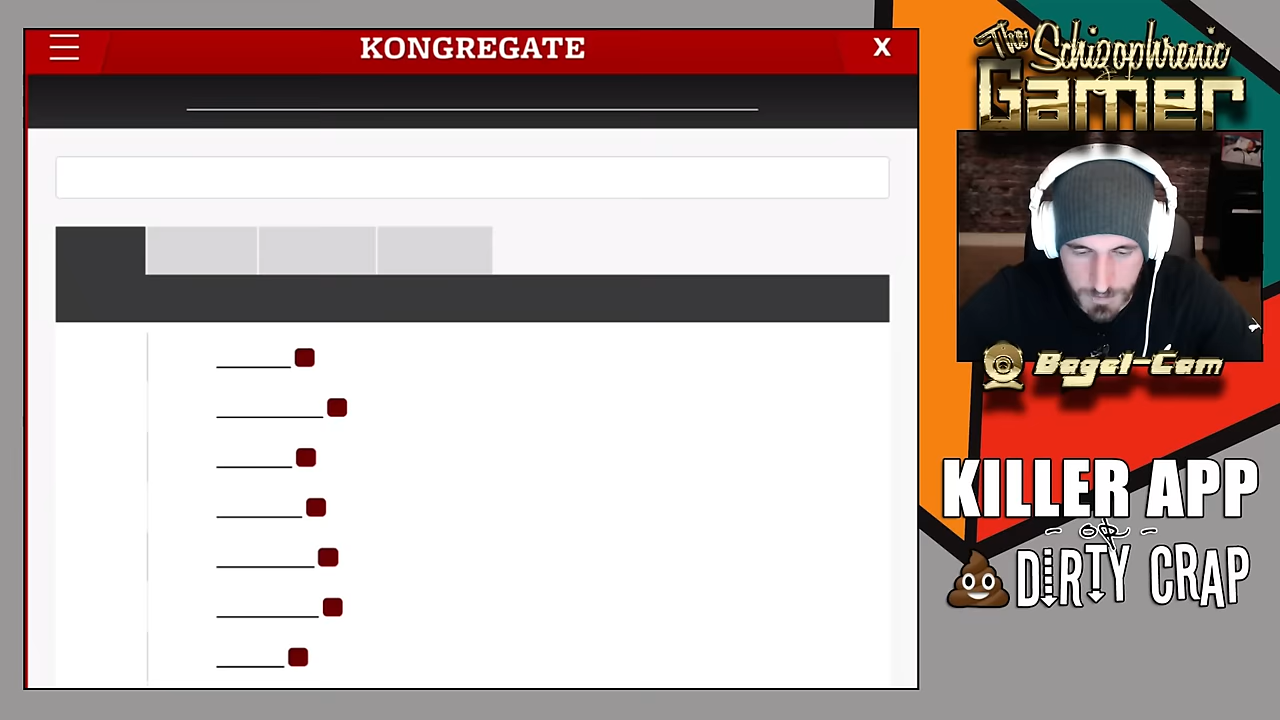 KONGREGATE
X
The
Schizophrenic
Gamer
Bagel-Cam
KILLER APP
- OR -
DIRTY CRAP